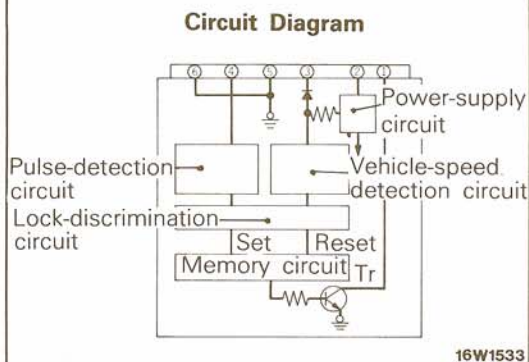 Circuit Diagram
6 4 5 3 2 1
Power-supply
circuit
Pulse-detection
circuit
Vehicle-speed
detection circuit
Lock-discrimination
circuit
Set Reset
Memory circuit Tr
16W1533